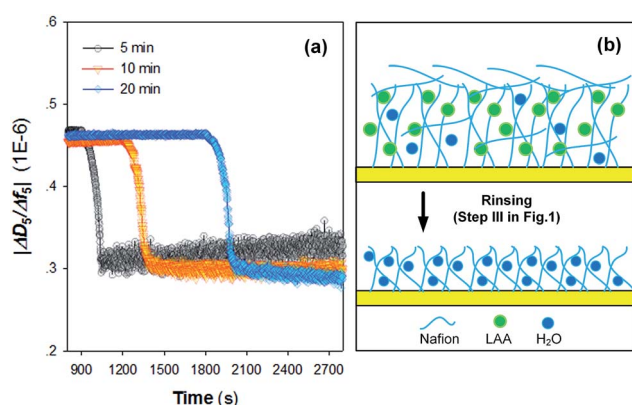 .6
(a)
(b)
5 min
10 min
20 min
.5
.4
.3
.2
|ΔD5/Δf5| (1E-6)
900 1200 1500 1800 2100 2400 2700
Time (s)
Rinsing
(Step III in Fig.1)
Nafion LAA H₂O